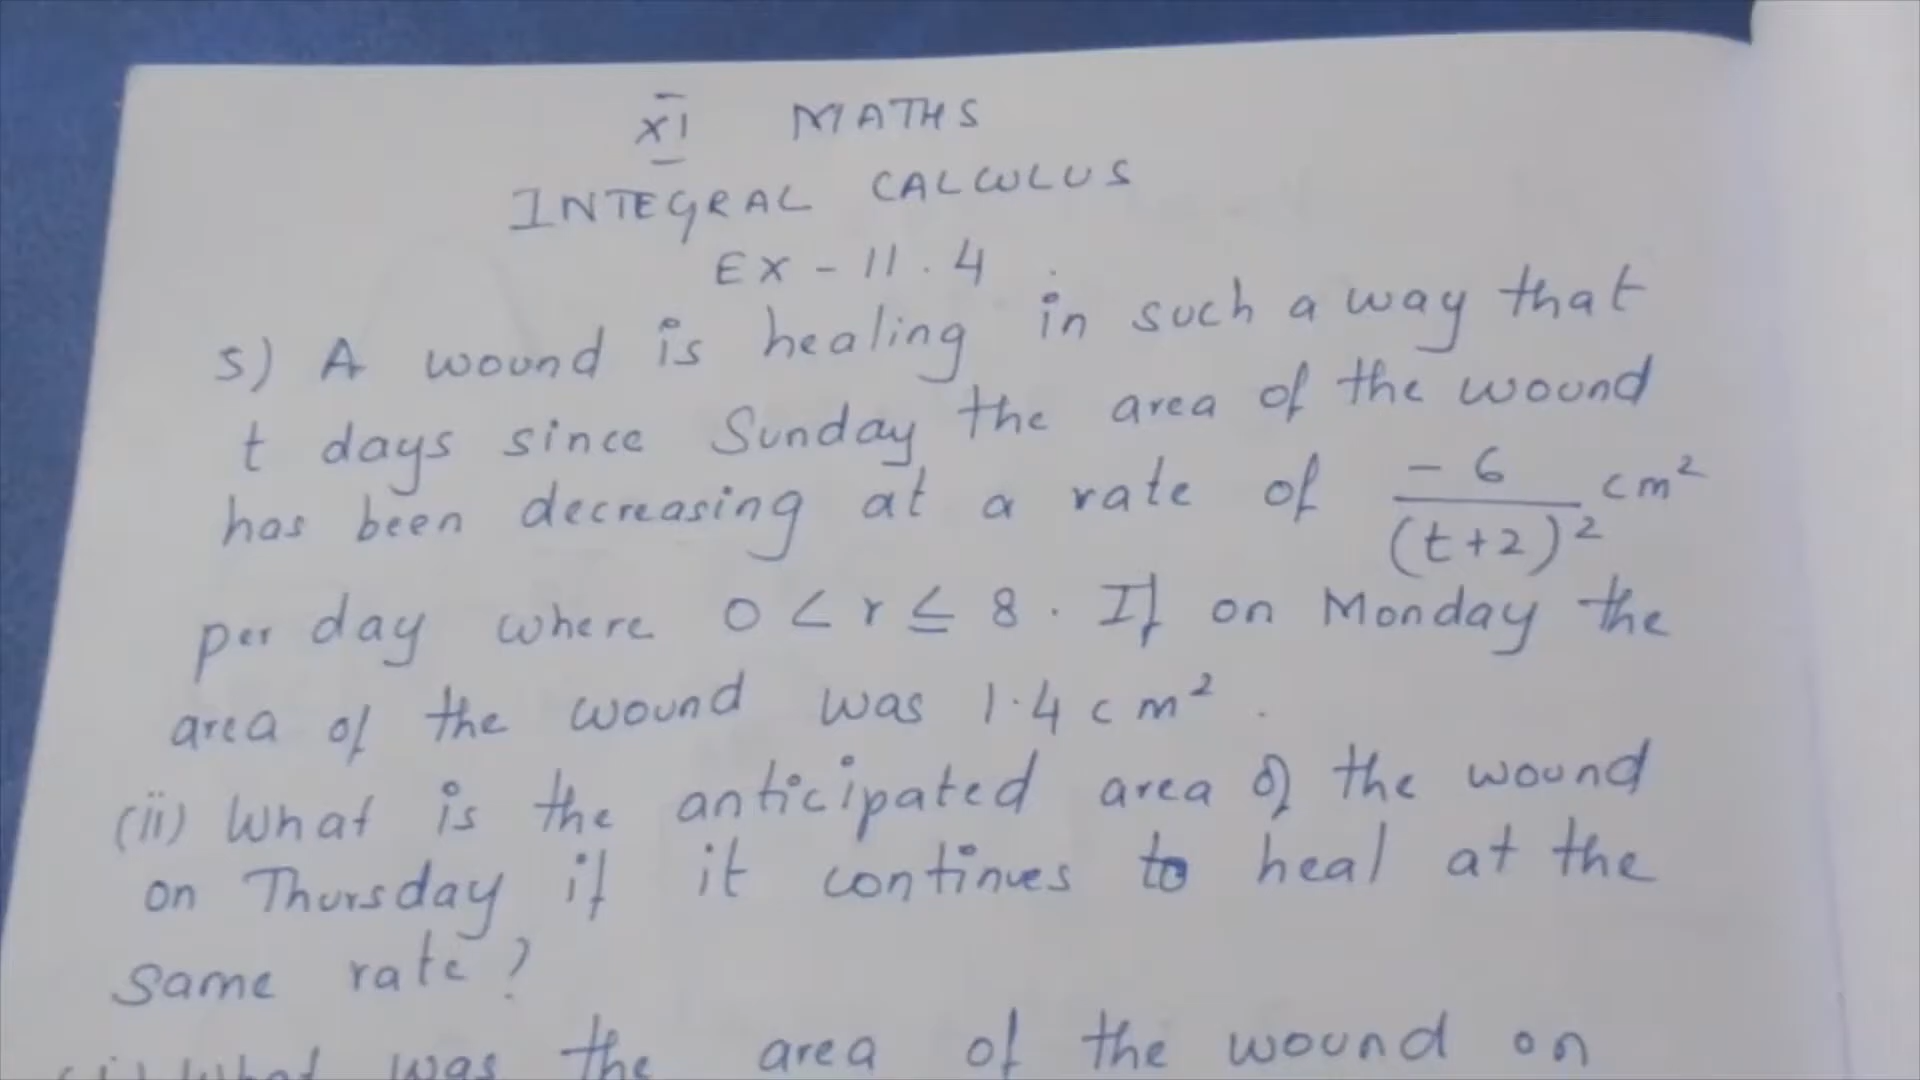 XI MATHS
INTEGRAL CALCULUS
EX - 11.4
5) A wound is healing in such a way that
t days since Sunday the area of the wound
has been decreasing at a rate of -6/(t+2)² cm²
per day where 0 < r ≤ 8. If on Monday the
area of the wound was 1.4 cm².
(ii) What is the anticipated area of the wound
on Thursday if it continues to heal at the
same rate?
(i) What was the area of the wound on